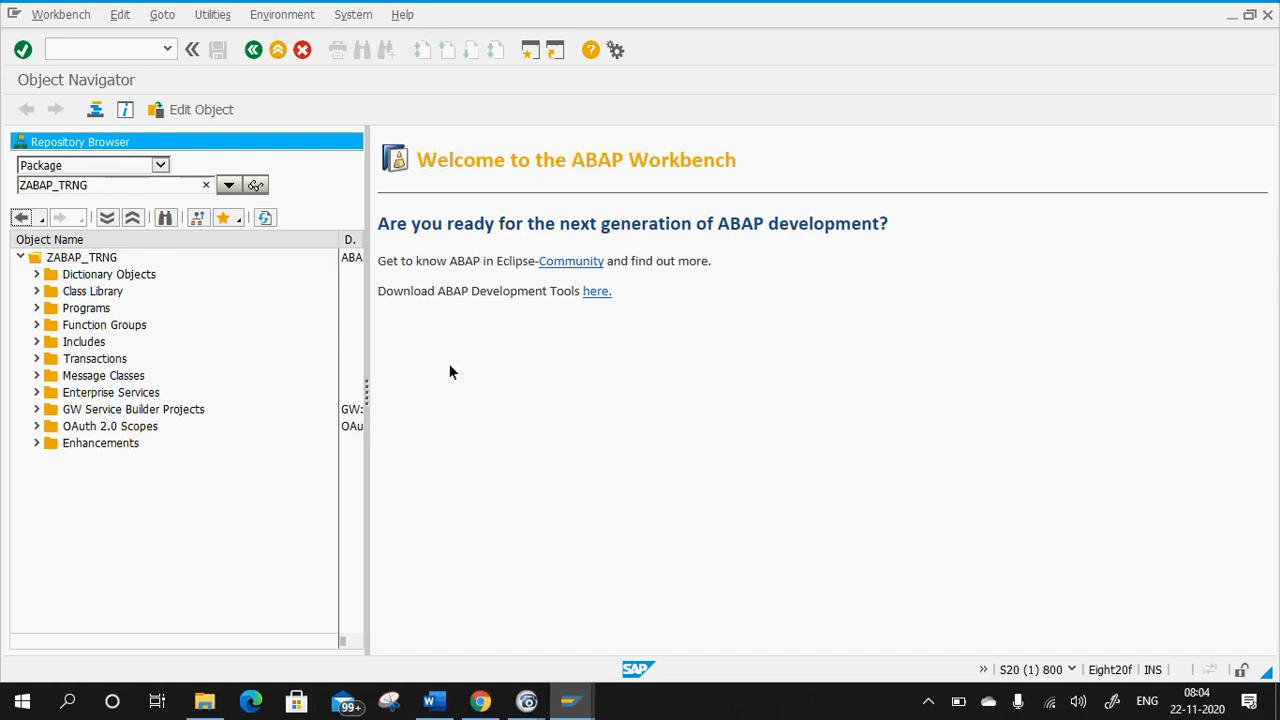 Workbench Edit Goto Utilities Environment System Help
Object Navigator
Edit Object
Repository Browser
Package
ZABAP_TRNG
Object Name D.
ZABAP_TRNG ABA
Dictionary Objects
Class Library
Programs
Function Groups
Includes
Transactions
Message Classes
Enterprise Services
GW Service Builder Projects GW:
OAuth 2.0 Scopes OAu
Enhancements
Welcome to the ABAP Workbench
Are you ready for the next generation of ABAP development?
Get to know ABAP in Eclipse-Community and find out more.
Download ABAP Development Tools here.
SAP
S20 (1) 800 Eight20f INS
99+
ENG
08:04
22-11-2020